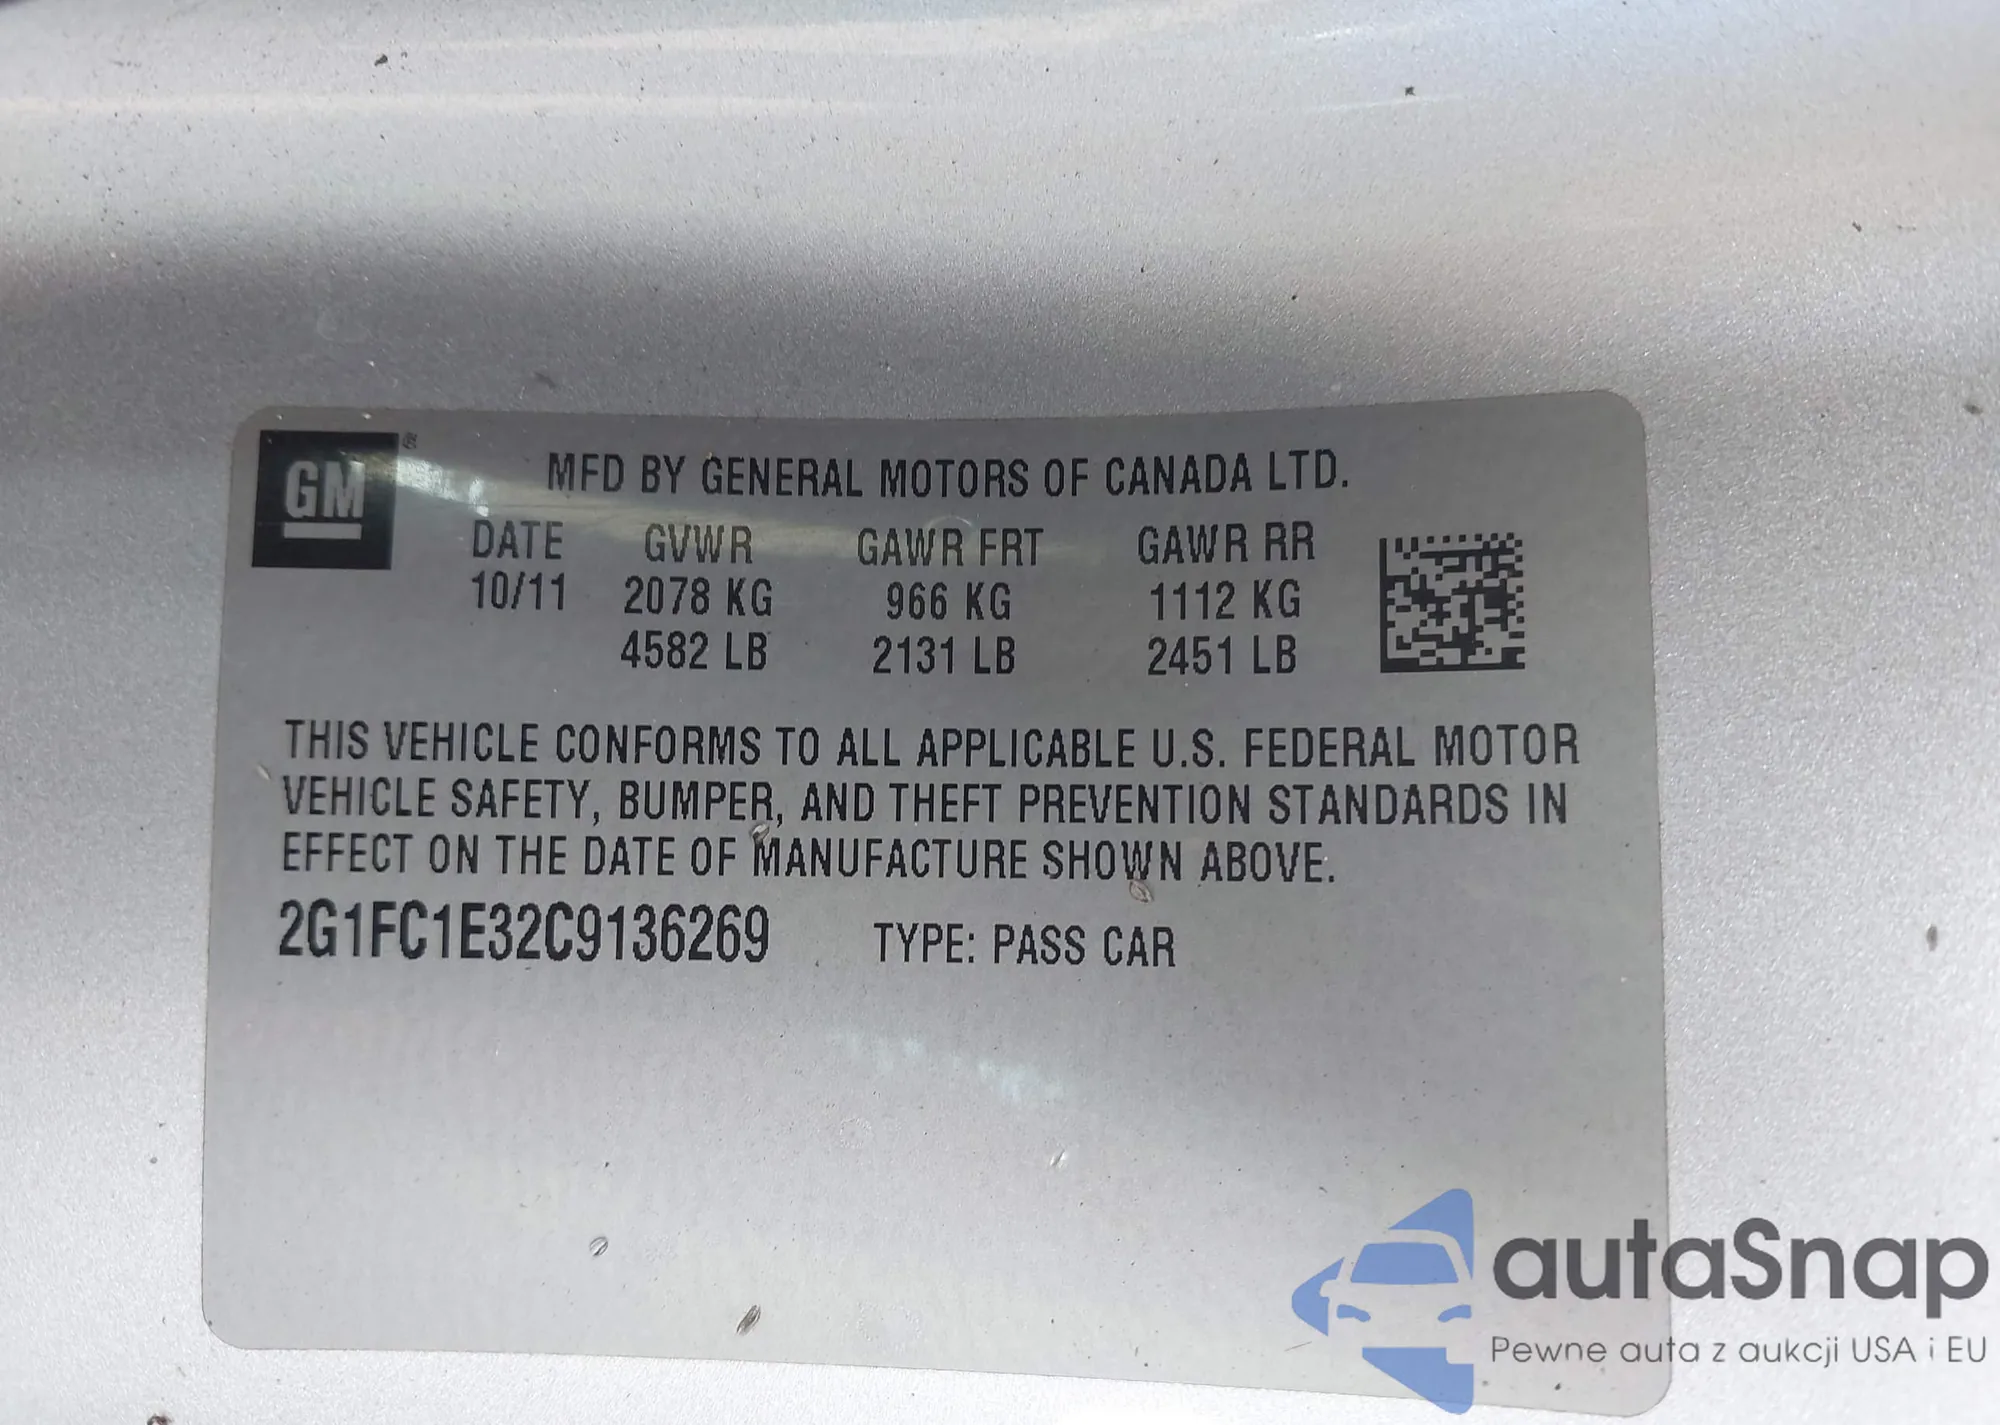 GM®
MFD BY GENERAL MOTORS OF CANADA LTD.
DATE GVWR GAWR FRT GAWR RR
10/11 2078 KG 966 KG 1112 KG
4582 LB 2131 LB 2451 LB
THIS VEHICLE CONFORMS TO ALL APPLICABLE U.S. FEDERAL MOTOR
VEHICLE SAFETY, BUMPER, AND THEFT PREVENTION STANDARDS IN
EFFECT ON THE DATE OF MANUFACTURE SHOWN ABOVE.
2G1FC1E32C9136269 TYPE: PASS CAR
autaSnap
Pewne auta z aukcji USA i EU